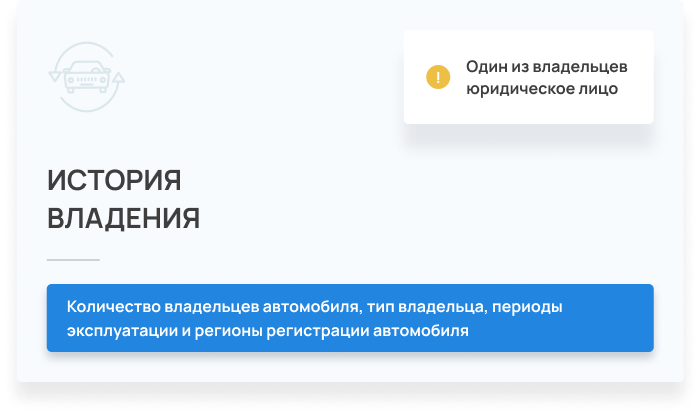 Один из владельцев
юридическое лицо
ИСТОРИЯ
ВЛАДЕНИЯ
Количество владельцев автомобиля, тип владельца, периоды
эксплуатации и регионы регистрации автомобиля